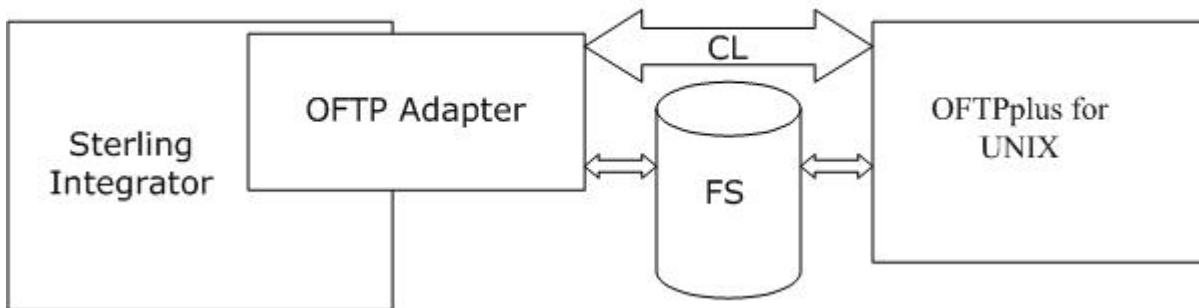 Sterling
Integrator
OFTP Adapter
CL
FS
OFTPplus for
UNIX